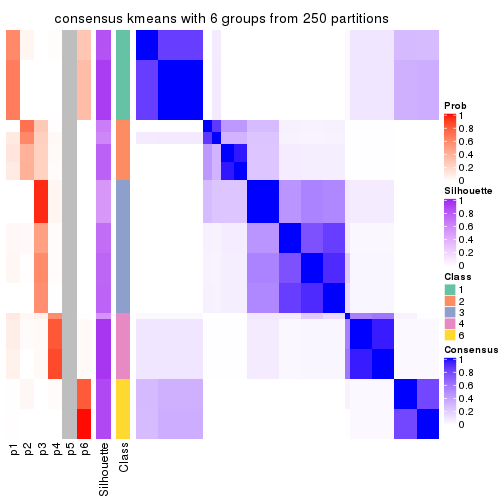 consensus kmeans with 6 groups from 250 partitions
Prob
1
0.8
0.6
0.4
0.2
0
Silhouette
1
0.8
0.6
0.4
0.2
0
Class
1
2
3
4
6
Consensus
1
0.8
0.6
0.4
0.2
0
p1
p2
p3
p4
p5
p6
Silhouette
Class